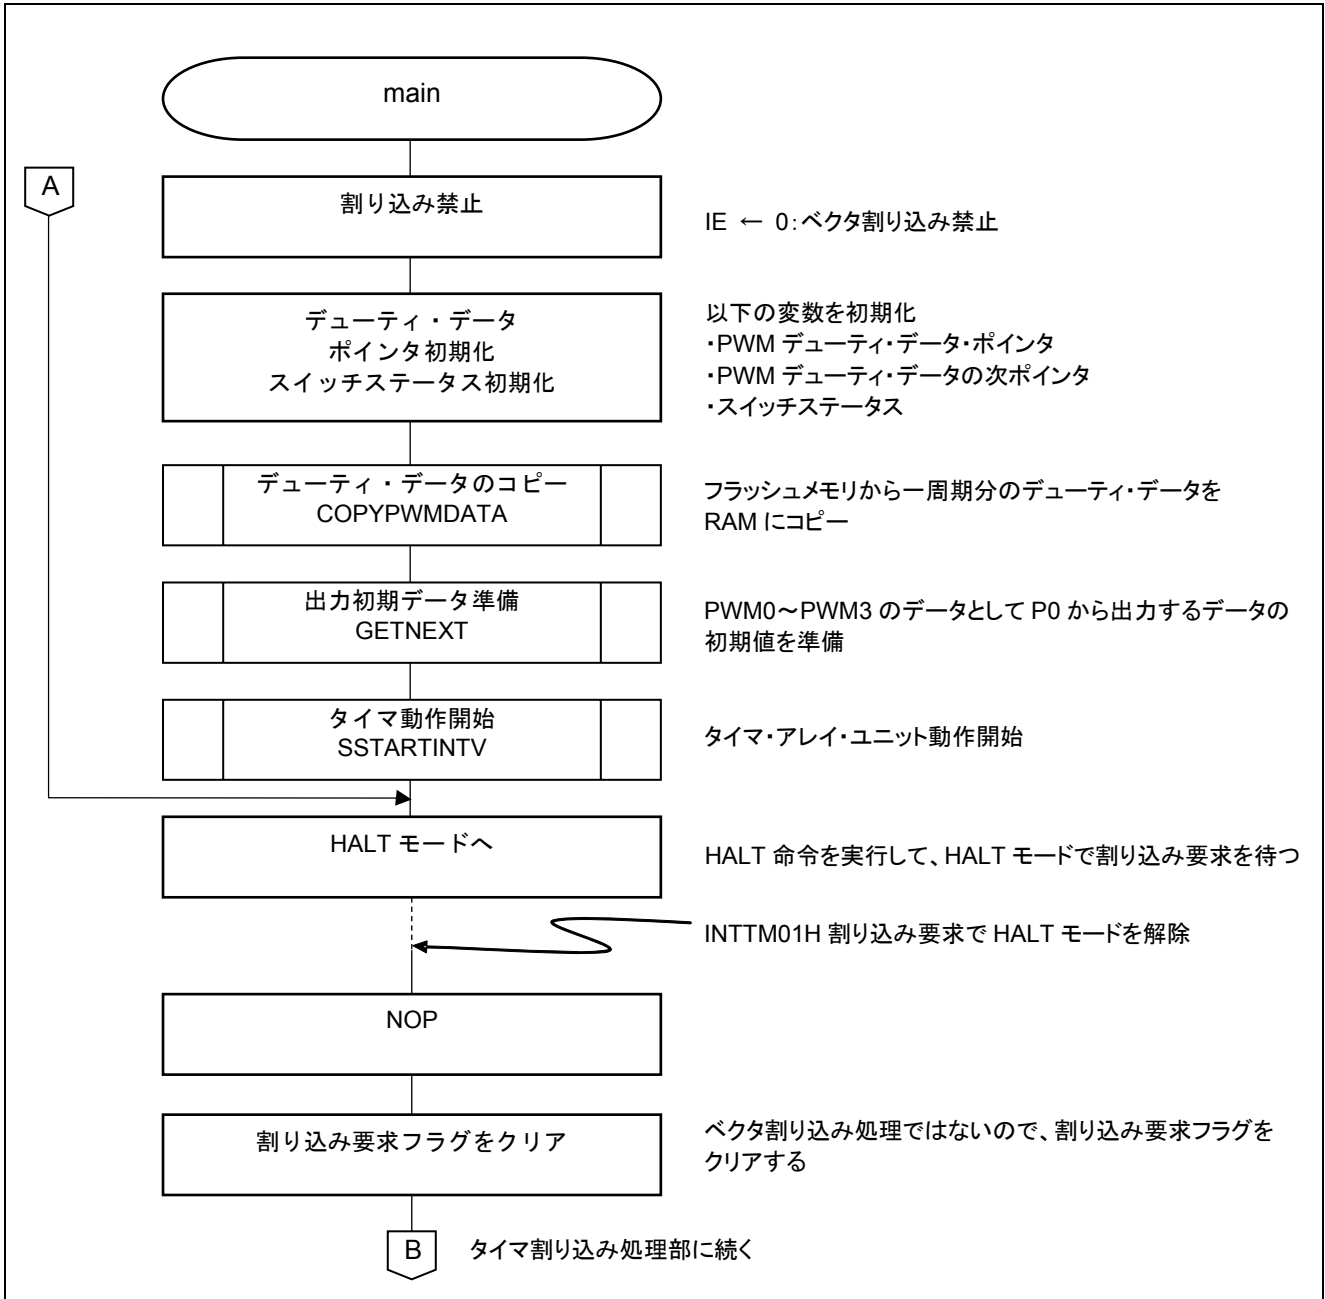 main
A
割り込み禁止
IE ← 0：ベクタ割り込み禁止
デューティ・データ
ポインタ初期化
スイッチステータス初期化
以下の変数を初期化
・PWM デューティ・データ・ポインタ
・PWM デューティ・データの次ポインタ
・スイッチステータス
デューティ・データのコピー
COPYPWMDATA
フラッシュメモリから一周期分のデューティ・データを
RAM にコピー
出力初期データ準備
GETNEXT
PWM0～PWM3 のデータとして P0 から出力するデータの
初期値を準備
タイマ動作開始
SSTARTINTV
タイマ・アレイ・ユニット動作開始
HALT モードへ
HALT 命令を実行して、HALT モードで割り込み要求を待つ
INTTM01H 割り込み要求で HALT モードを解除
NOP
割り込み要求フラグをクリア
ベクタ割り込み処理ではないので、割り込み要求フラグを
クリアする
B
タイマ割り込み処理部に続く